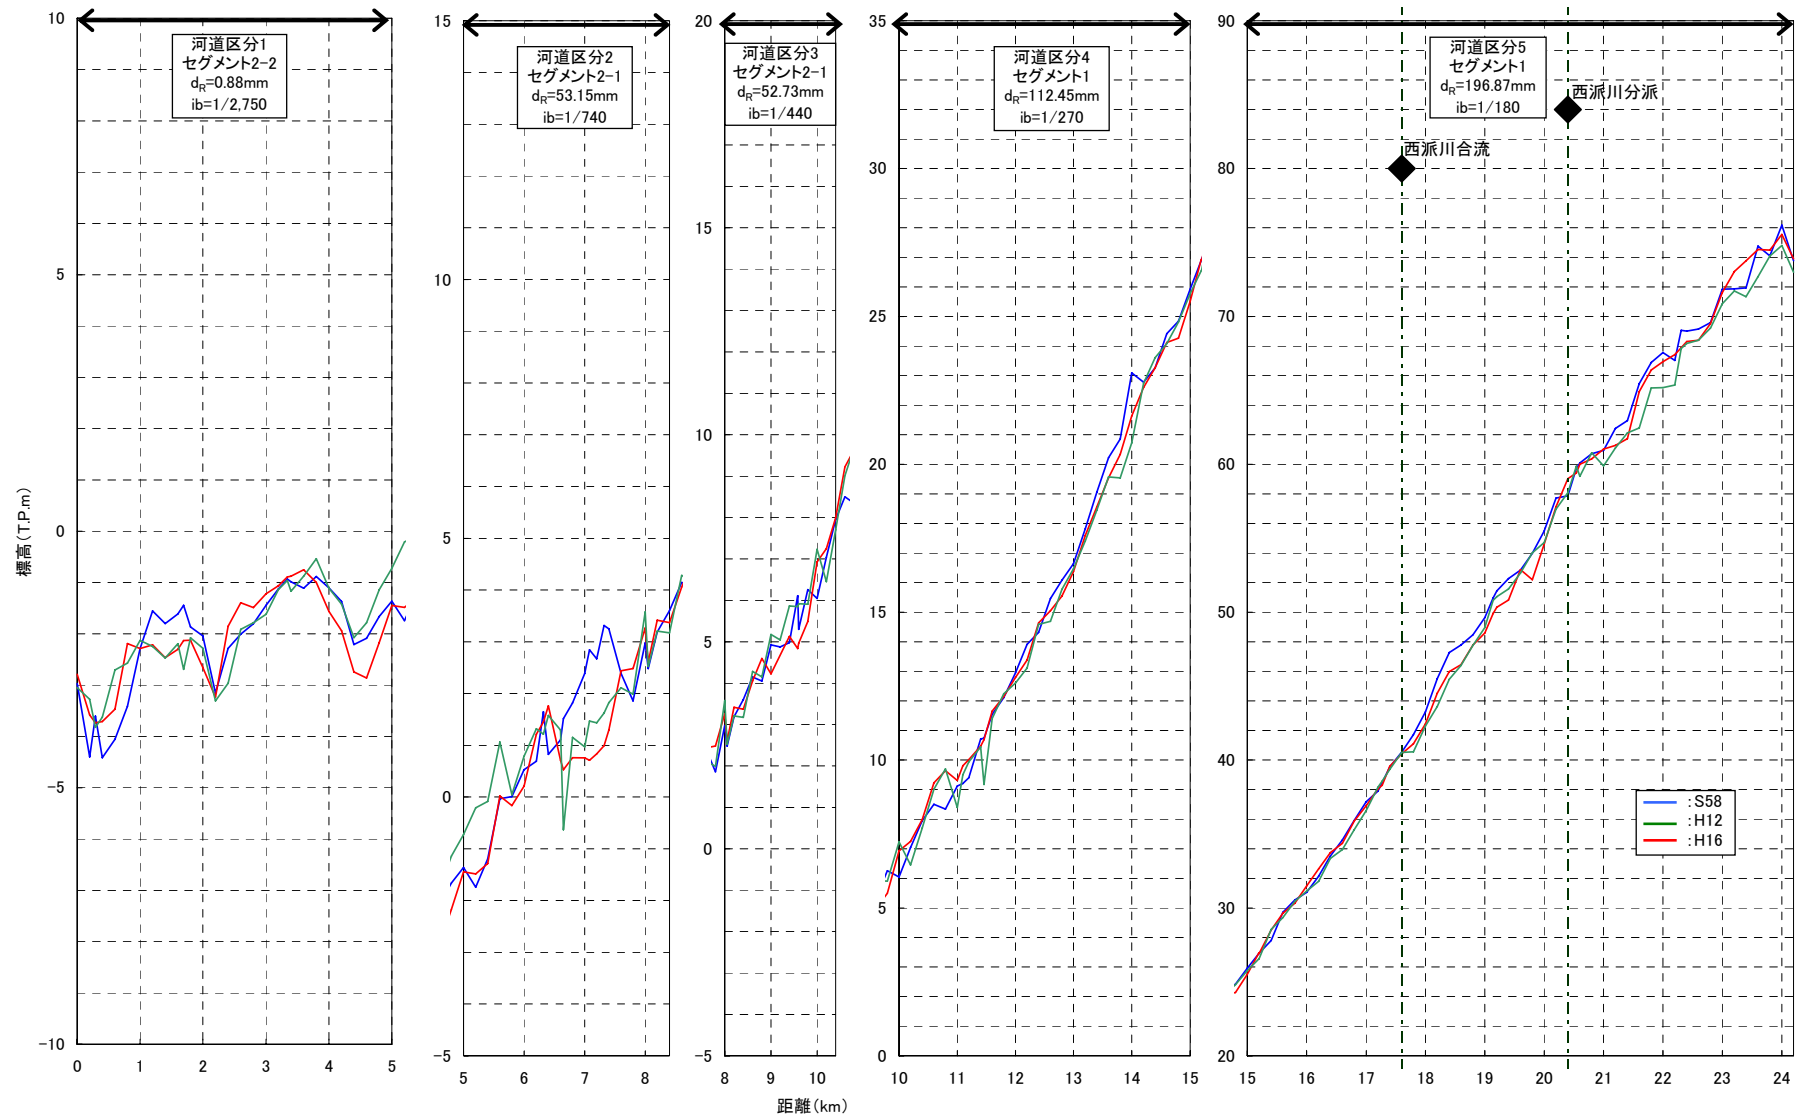 河道区分1
セグメント2-2
dR=0.88mm
ib=1/2,750
河道区分2
セグメント2-1
dR=53.15mm
ib=1/740
河道区分3
セグメント2-1
dR=52.73mm
ib=1/440
河道区分4
セグメント1
dR=112.45mm
ib=1/270
河道区分5
セグメント1
dR=196.87mm
ib=1/180
西派川分派
西派川合流
:S58
:H12
:H16
標高(T.P.m)
10
5
0
-5
-10
0 1 2 3 4 5
15
10
5
0
-5
5 6 7 8
20
15
10
5
0
-5
8 9 10
35
30
25
20
15
10
5
0
10 11 12 13 14 15
90
80
70
60
50
40
30
20
15 16 17 18 19 20 21 22 23 24
距離(km)